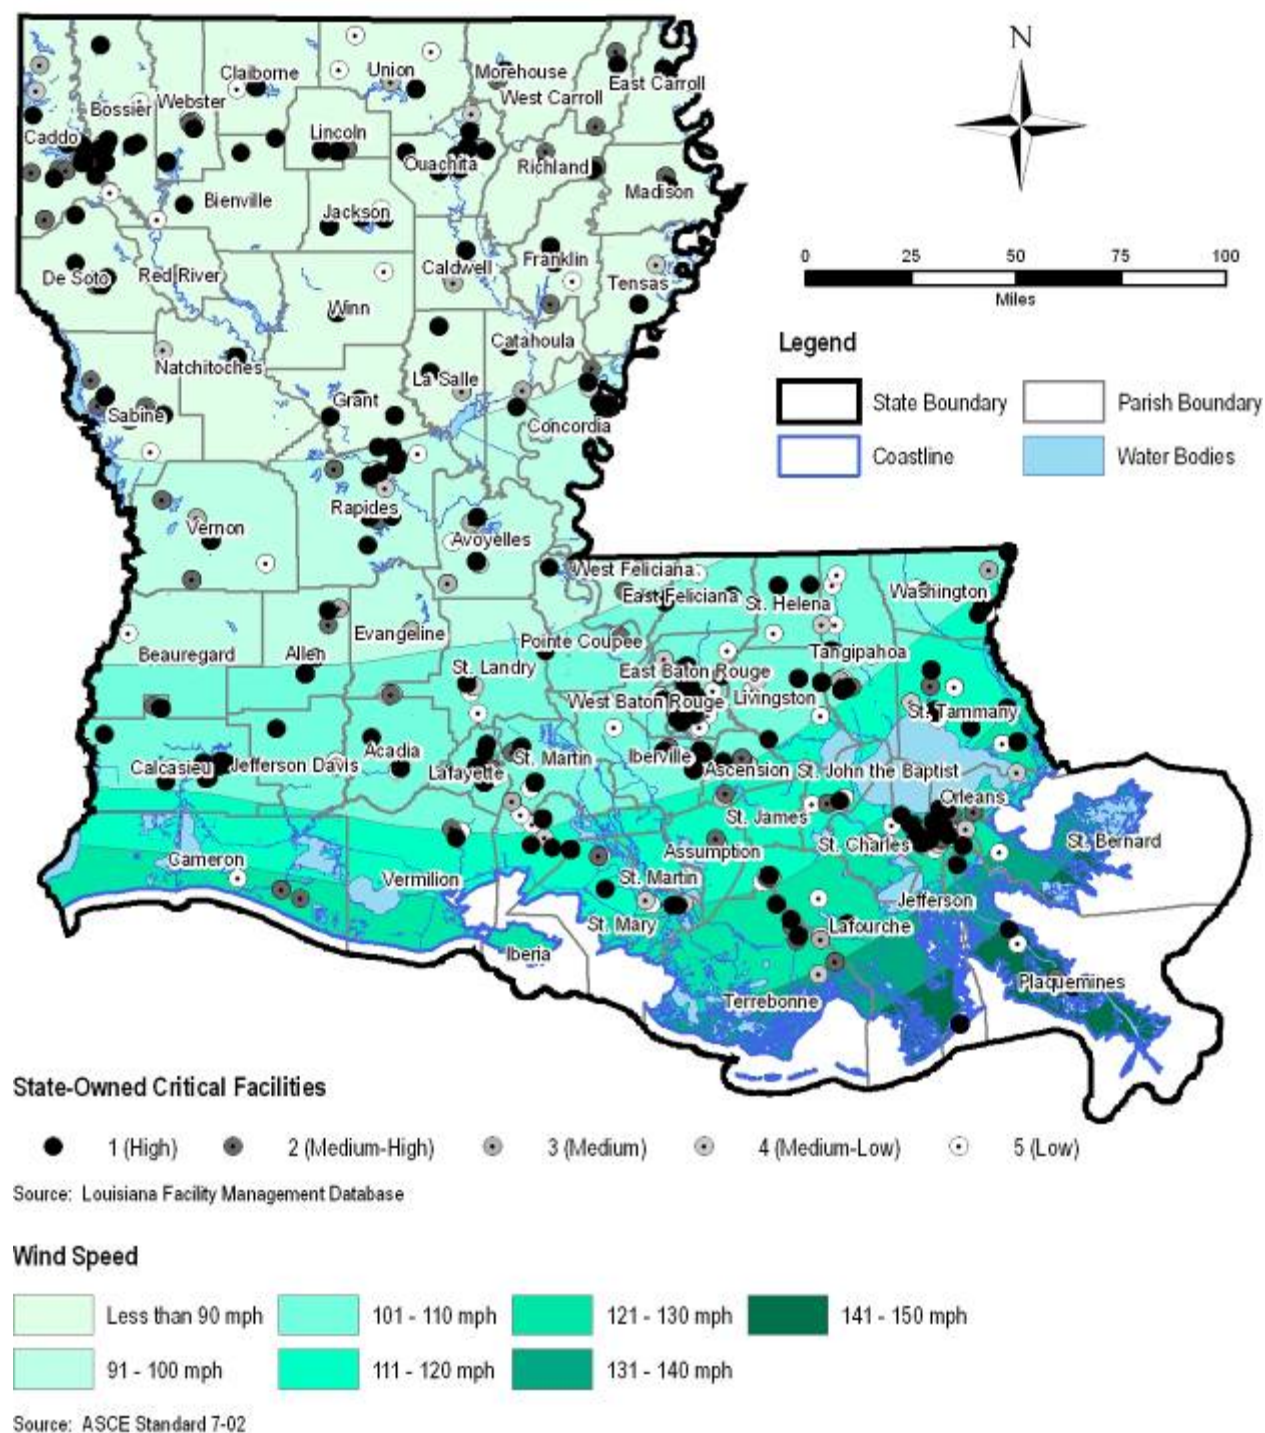 N
Claiborne
Union
Morehouse
East Carroll
West Carroll
Bossier
Webster
Caddo
Lincoln
Ouachita
Richland
Madison
Bienville
Jackson
De Soto
Red River
Caldwell
Franklin
Tensas
Winn
Natchitoches
Catahoula
La Salle
Grant
Sabine
Concordia
Rapides
Vernon
Avoyelles
West Feliciana
East Feliciana
St. Helena
Washington
Beauregard
Allen
Evangeline
Pointe Coupee
St. Landry
East Baton Rouge
Tangipahoa
West Baton Rouge
Livingston
St. Tammany
Calcasieu
Jefferson Davis
Acadia
Lafayette
St. Martin
Iberville
Ascension
St. John the Baptist
Orleans
St. James
St. Bernard
Cameron
Vermilion
Assumption
St. Charles
St. Martin
Jefferson
St. Mary
Lafourche
Iberia
Terrebonne
Plaquemines
0 25 50 75 100
Miles
Legend
State Boundary Parish Boundary
Coastline Water Bodies
State-Owned Critical Facilities
1 (High) 2 (Medium-High) 3 (Medium) 4 (Medium-Low) 5 (Low)
Source: Louisiana Facility Management Database
Wind Speed
Less than 90 mph 101 - 110 mph 121 - 130 mph 141 - 150 mph
91 - 100 mph 111 - 120 mph 131 - 140 mph
Source: ASCE Standard 7-02